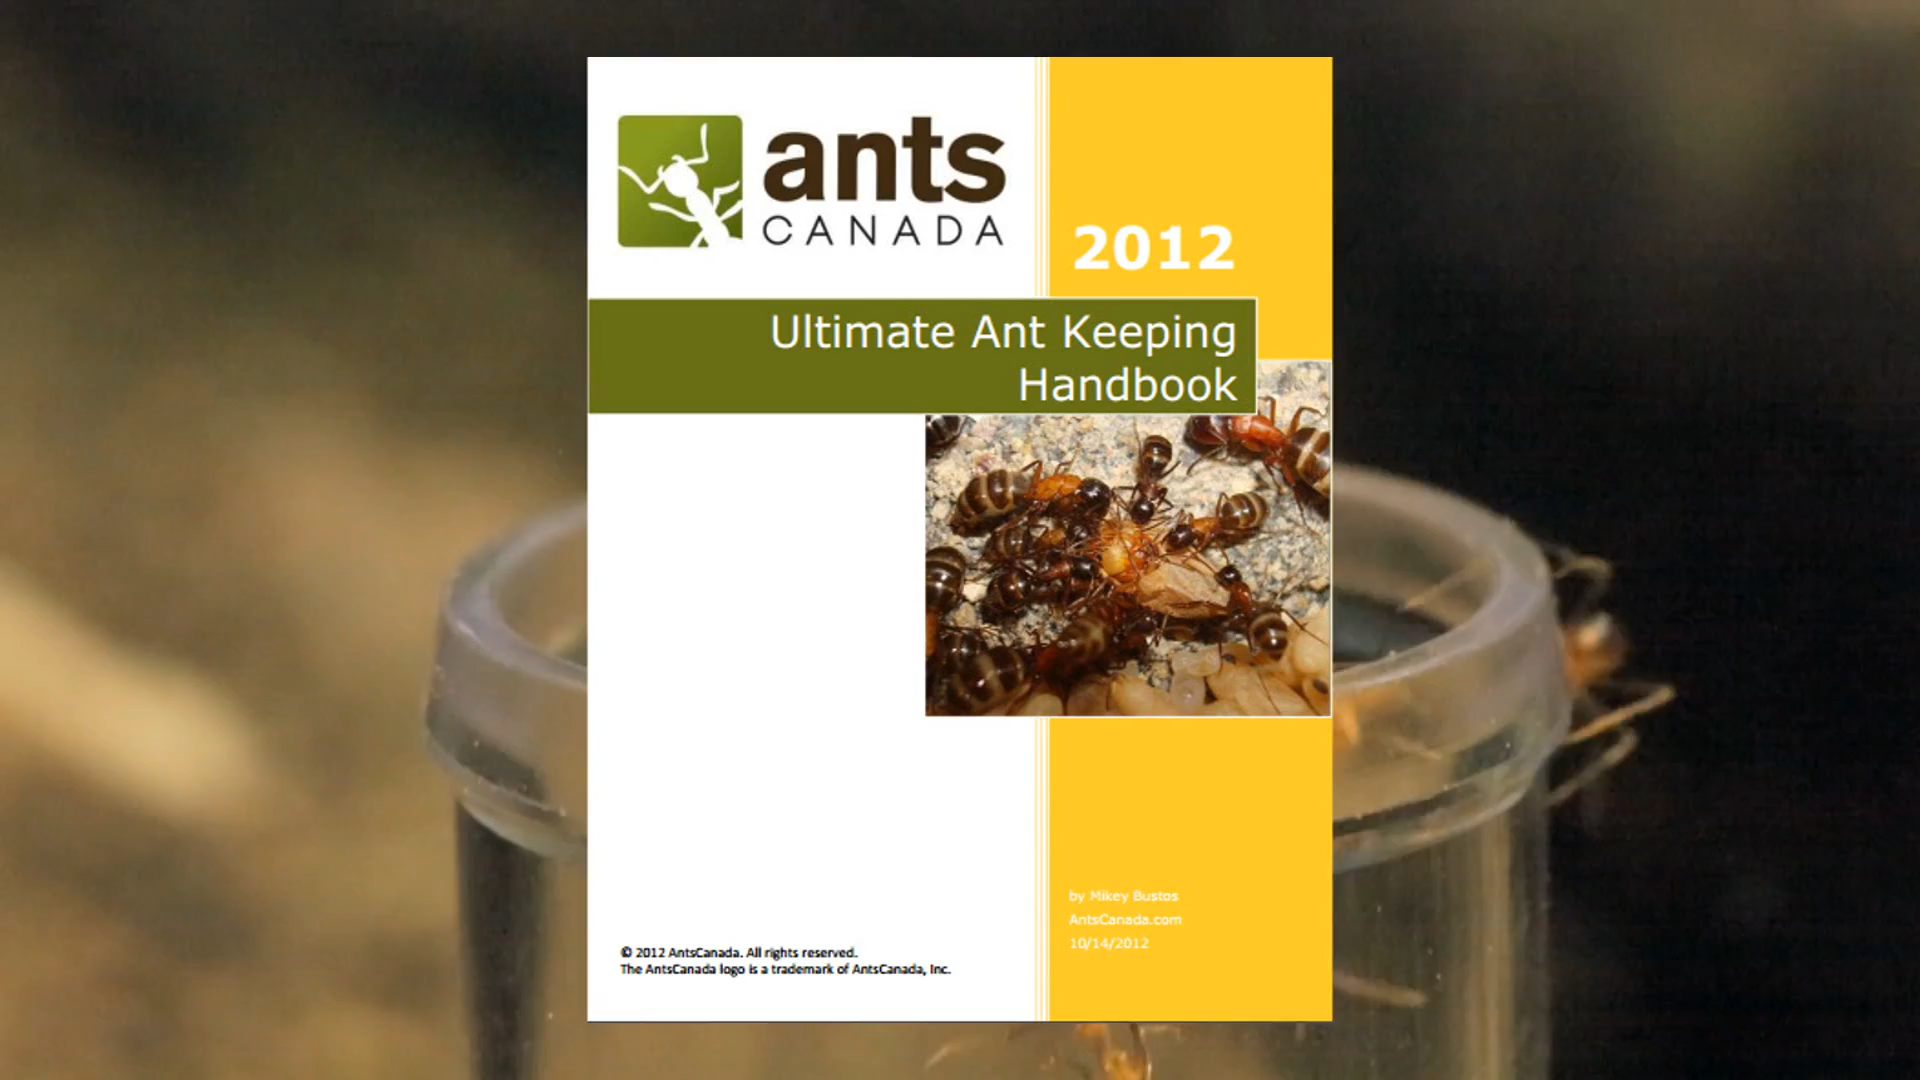 ants
CANADA
2012
Ultimate Ant Keeping
Handbook
by Mikey Bustos
AntsCanada.com
10/14/2012
© 2012 AntsCanada. All rights reserved.
The AntsCanada logo is a trademark of AntsCanada, Inc.